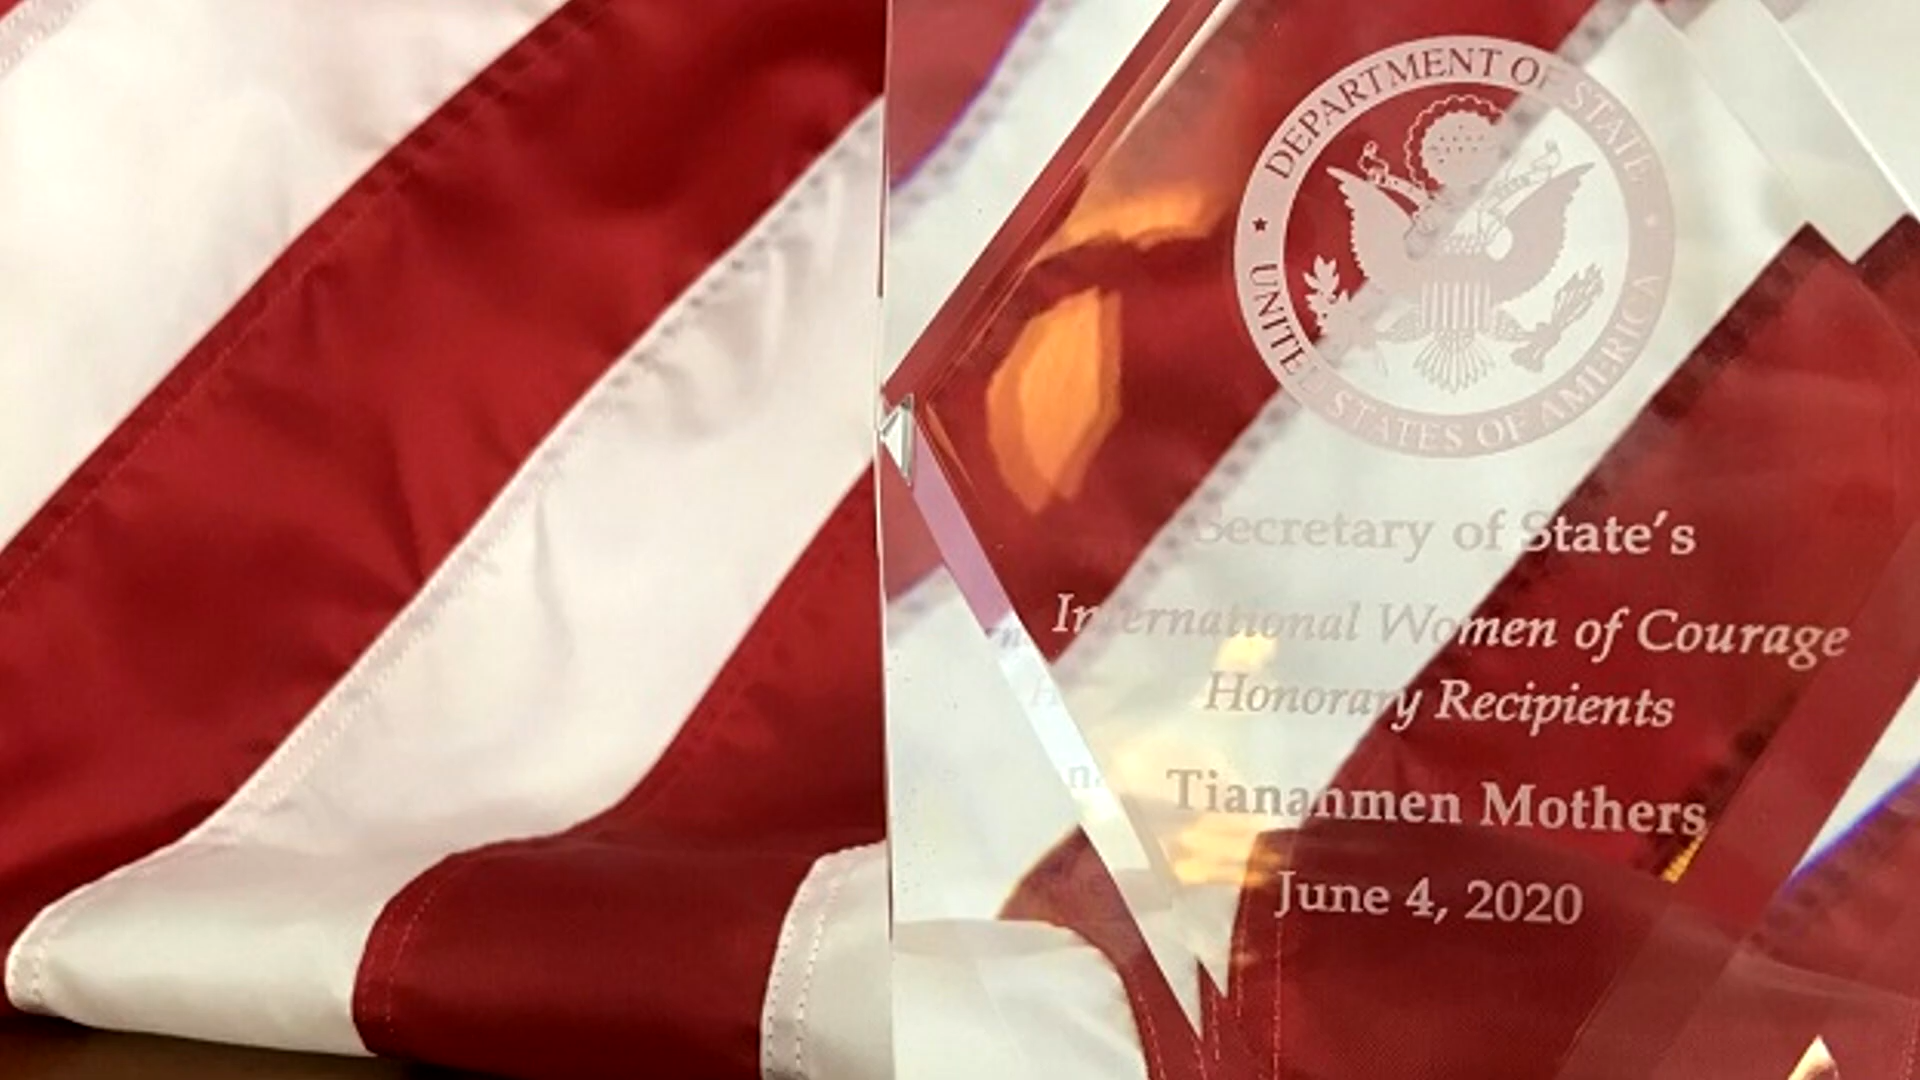 DEPARTMENT OF STATE
UNITED STATES OF AMERICA
Secretary of State's
International Women of Courage
Honorary Recipients
Tiananmen Mothers
June 4, 2020